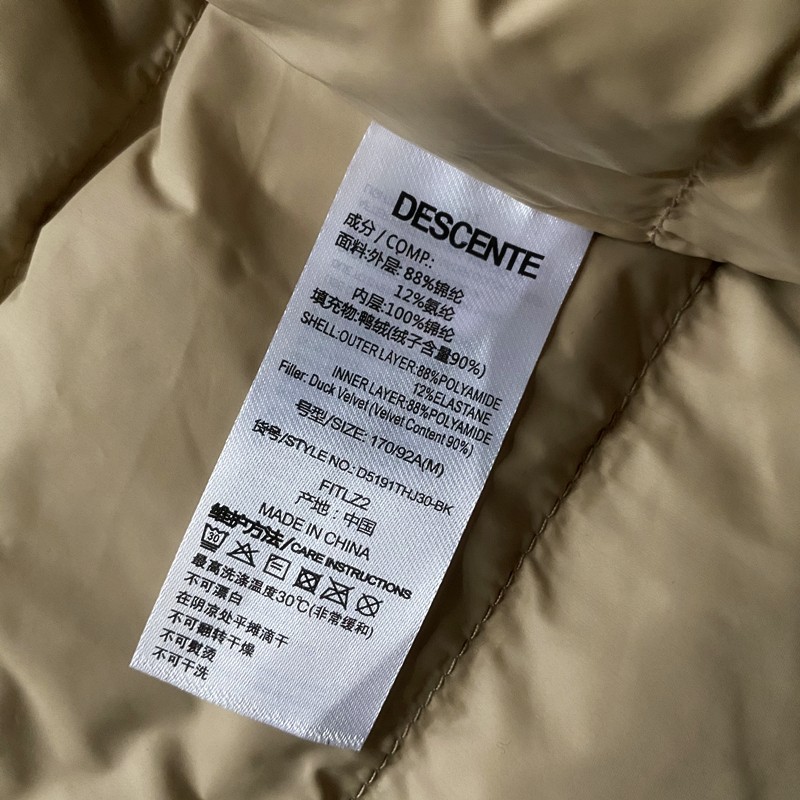 DESCENTE
成分/COMP:
面料:外层: 88%锦纶
12%氨纶
内层:100%锦纶
填充物:鸭绒(绒子含量90%)
SHELL:OUTER LAYER:88%POLYAMIDE
12%ELASTANE
INNER LAYER:88%POLYAMIDE
Filler: Duck Velvet (Velvet Content 90%)
号型/SIZE: 170/92A(M)
货号/STYLE NO.: D5191THJ30-BK
FITLZ2
产地: 中国
MADE IN CHINA
维护方法/CARE INSTRUCTIONS
30
最高洗涤温度30℃(非常缓和)
不可漂白
在阴凉处平摊滴干
不可翻转干燥
不可熨烫
不可干洗